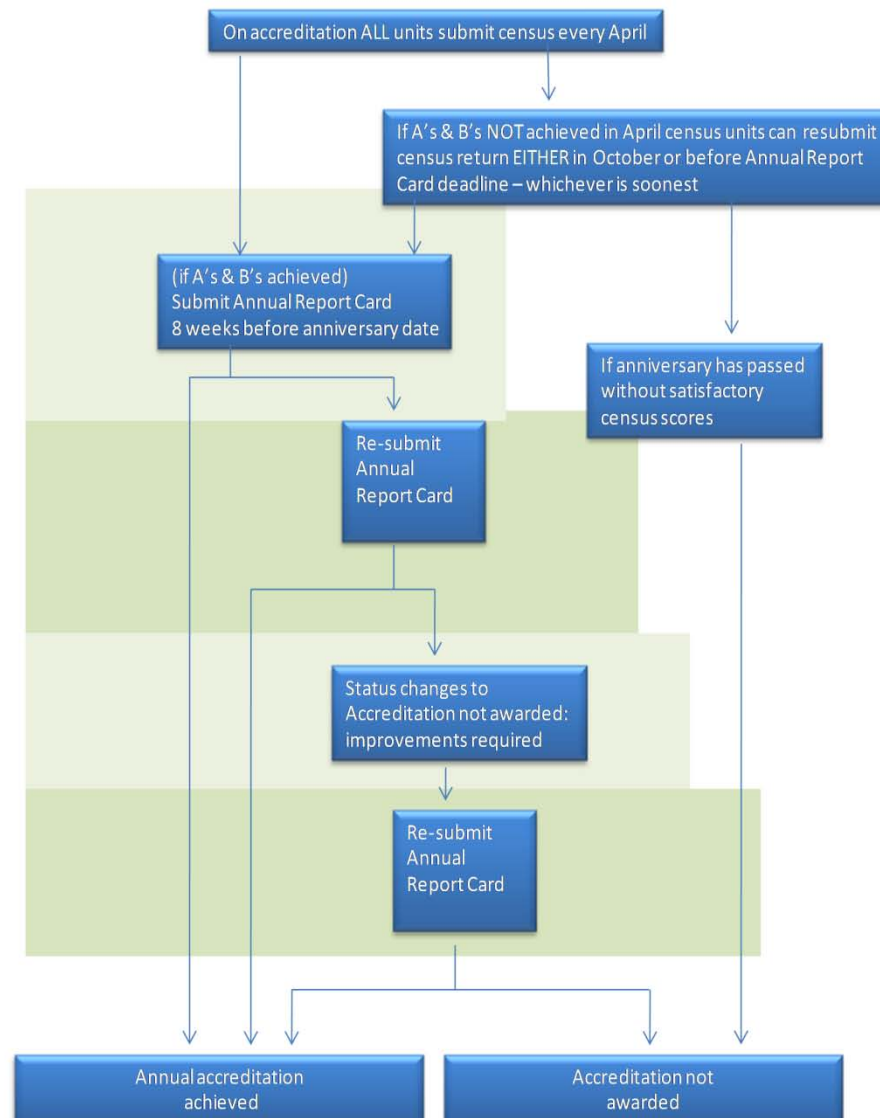 On accreditation ALL units submit census every April
If A's & B's NOT achieved in April census units can resubmit
census return EITHER in October or before Annual Report
Card deadline – whichever is soonest
(if A's & B's achieved)
Submit Annual Report Card
8 weeks before anniversary date
If anniversary has passed
without satisfactory
census scores
Re-submit
Annual
Report Card
Status changes to
Accreditation not awarded:
improvements required
Re-submit
Annual
Report Card
Annual accreditation
achieved
Accreditation not
awarded